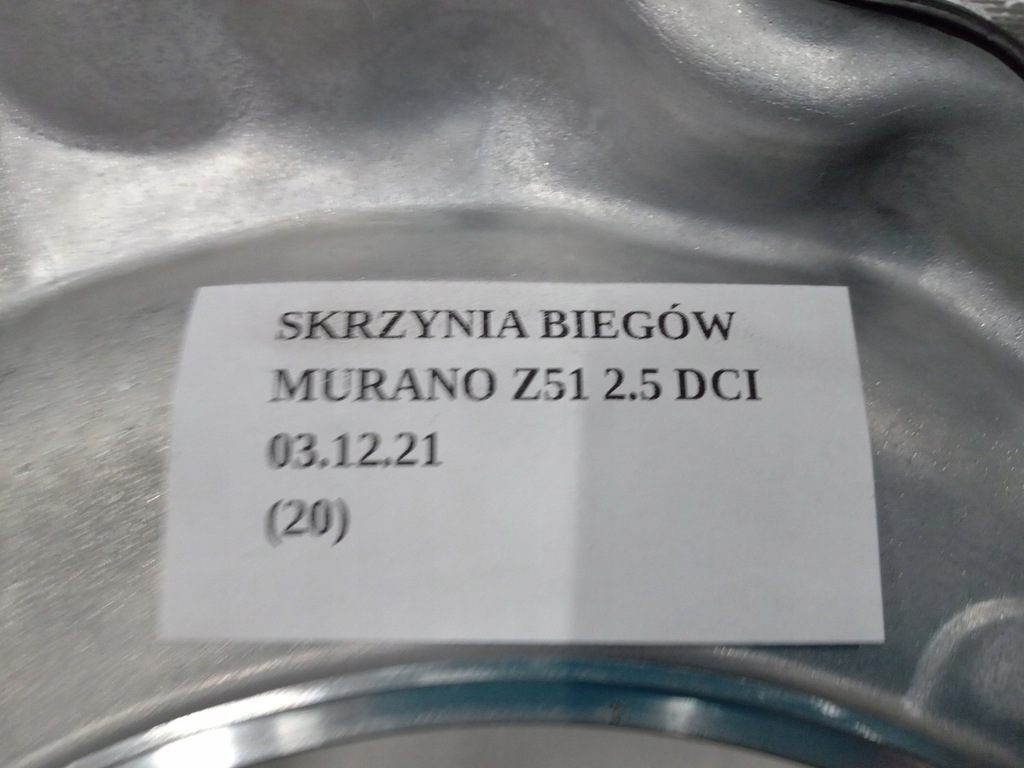 SKRZYNIA BIEGÓW
MURANO Z51 2.5 DCI
03.12.21
(20)